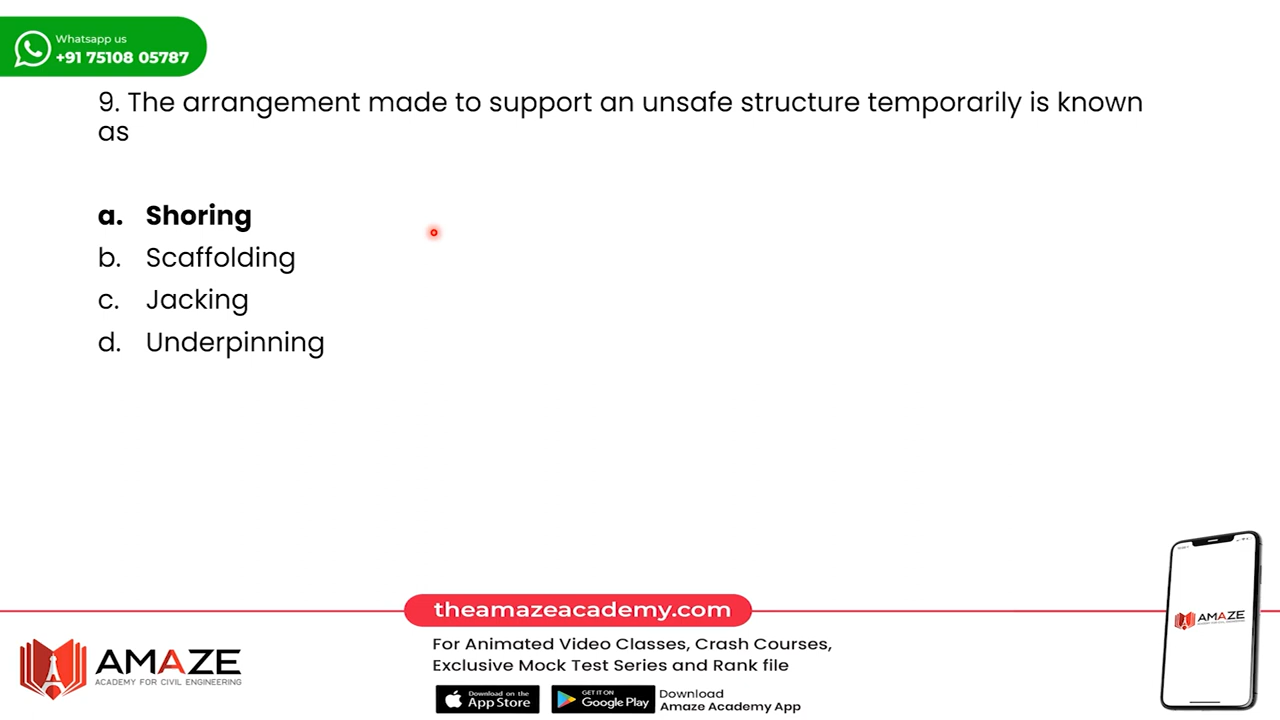 Whatsapp us
+91 75108 05787
9. The arrangement made to support an unsafe structure temporarily is known
as
a. Shoring
b. Scaffolding
c. Jacking
d. Underpinning
theamazeacademy.com
For Animated Video Classes, Crash Courses,
Exclusive Mock Test Series and Rank file
AMAZE
ACADEMY FOR CIVIL ENGINEERING
Download on the
App Store
GET IT ON
Google Play
Download
Amaze Academy App
AMAZE